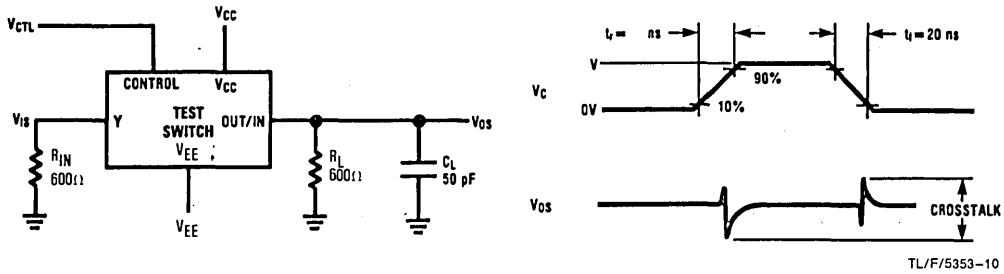 VCTL
VCC
CONTROL
VCC
TEST
SWITCH
VIS
Y
OUT/IN
VOS
VEE
RIN
600Ω
RL
600Ω
CL
50 pF
VEE
tr = ns
tf = 20 ns
V
90%
VC
10%
0V
VOS
CROSSTALK
TL/F/5353-10